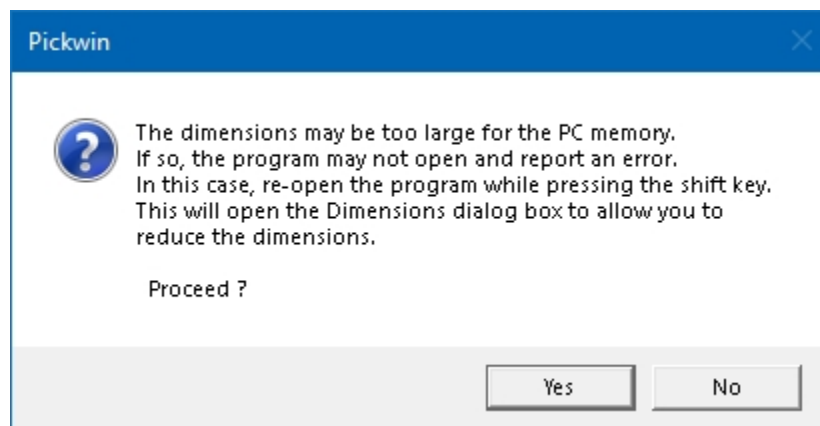 Pickwin
The dimensions may be too large for the PC memory.
If so, the program may not open and report an error.
In this case, re-open the program while pressing the shift key.
This will open the Dimensions dialog box to allow you to
reduce the dimensions.
Proceed ?
Yes No